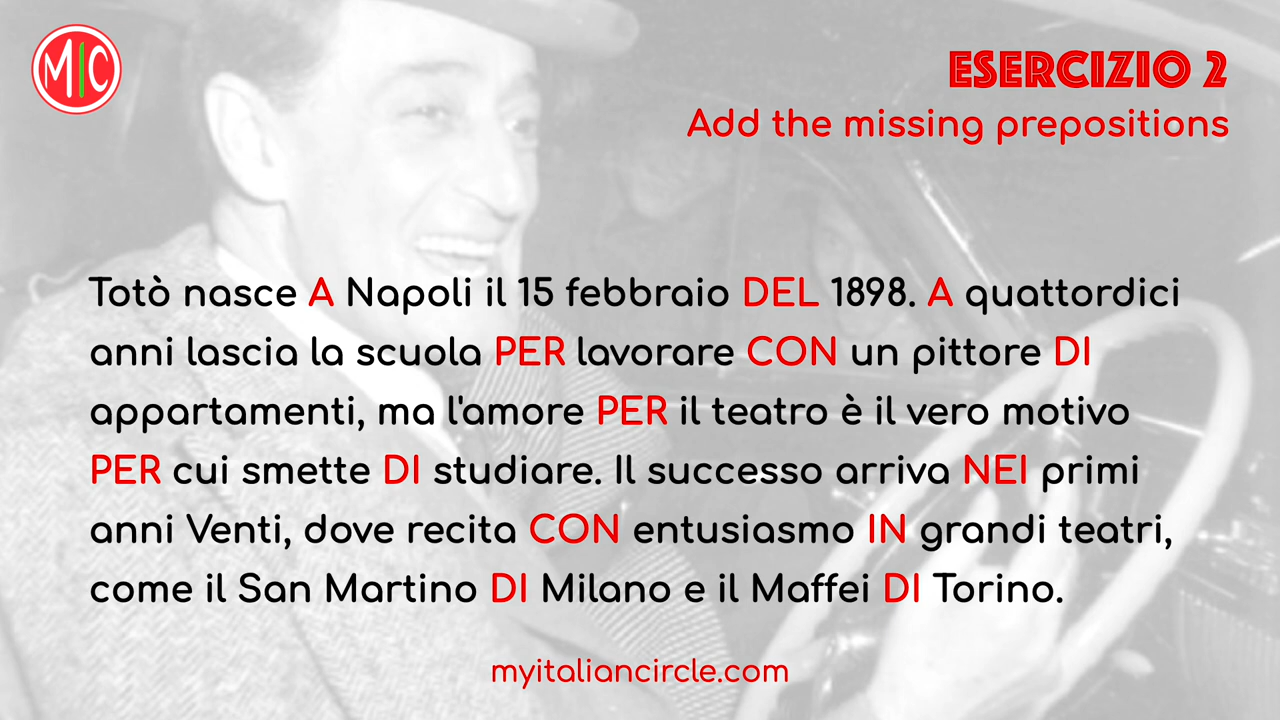 MIC
ESERCIZIO 2
Add the missing prepositions
Totò nasce A Napoli il 15 febbraio DEL 1898. A quattordici
anni lascia la scuola PER lavorare CON un pittore DI
appartamenti, ma l'amore PER il teatro è il vero motivo
PER cui smette DI studiare. Il successo arriva NEI primi
anni Venti, dove recita CON entusiasmo IN grandi teatri,
come il San Martino DI Milano e il Maffei DI Torino.
myitaliancircle.com